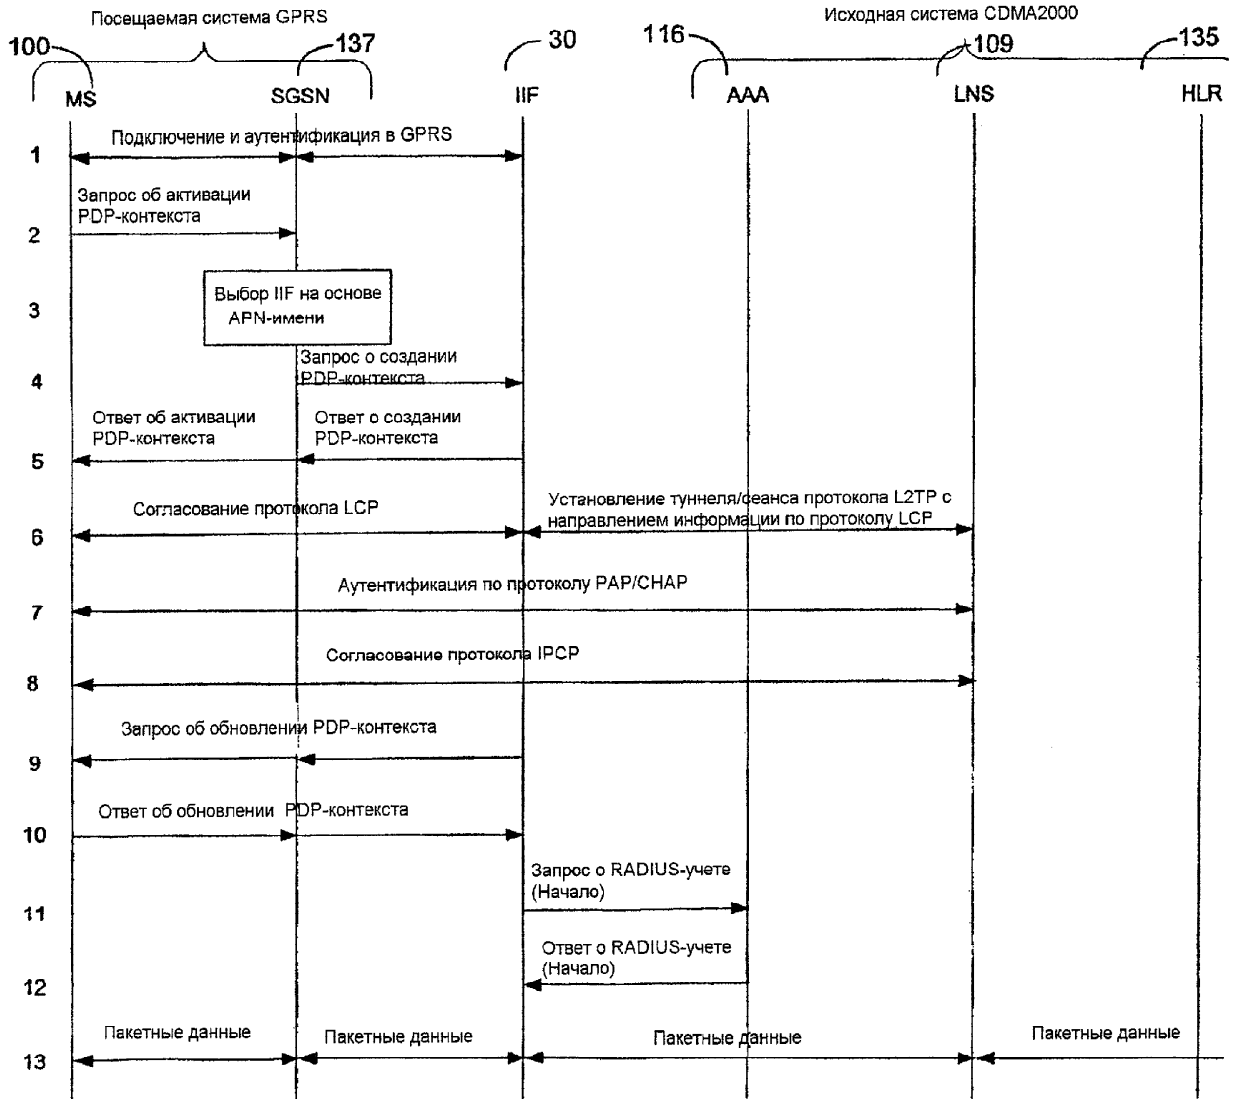 Посещаемая система GPRS
Исходная система CDMA2000
100
137
30
116
109
135
MS
SGSN
IIF
AAA
LNS
HLR
1
Подключение и аутентификация в GPRS
Запрос об активации
PDP-контекста
2
3
Выбор IIF на основе
APN-имени
Запрос о создании
PDP-контекста
4
Ответ об активации
PDP-контекста
Ответ о создании
PDP-контекста
5
Согласование протокола LCP
Установление туннеля/сеанса протокола L2TP с
направлением информации по протоколу LCP
6
Аутентификация по протоколу PAP/CHAP
7
Согласование протокола IPCP
8
Запрос об обновлении PDP-контекста
9
Ответ об обновлении PDP-контекста
10
Запрос о RADIUS-учете
(Начало)
11
Ответ о RADIUS-учете
(Начало)
12
Пакетные данные
Пакетные данные
Пакетные данные
Пакетные данные
13